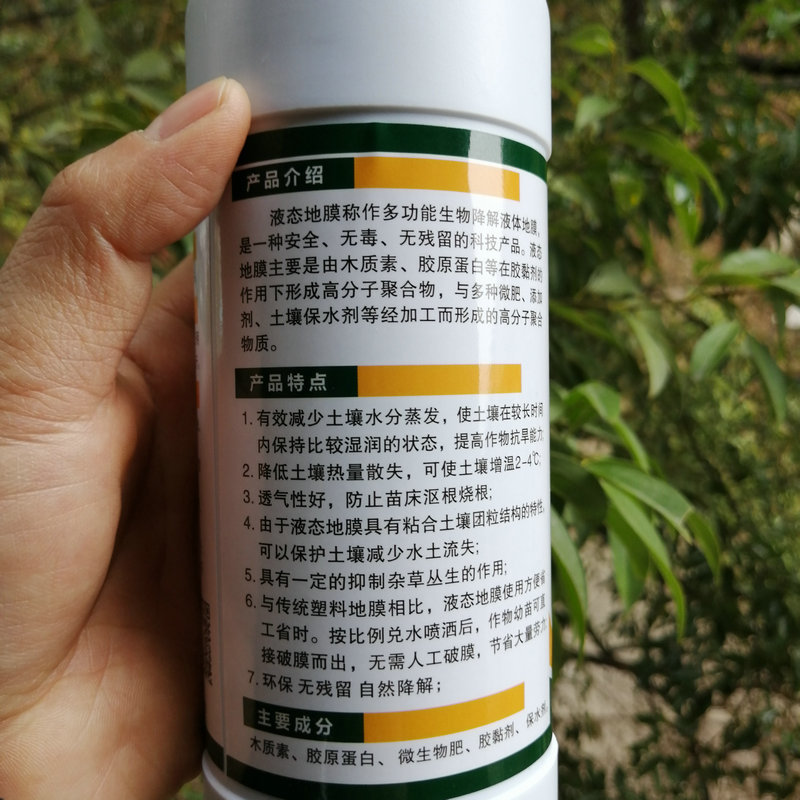 产品介绍
液态地膜称作多功能生物降解液体地膜,
是一种安全、无毒、无残留的科技产品。液态
地膜主要是由木质素、胶原蛋白等在胶黏剂的
作用下形成高分子聚合物,与多种微肥、添加
剂、土壤保水剂等经加工而形成的高分子聚合
物质。
产品特点
1. 有效减少土壤水分蒸发,使土壤在较长时间
内保持比较湿润的状态,提高作物抗旱能力;
2. 降低土壤热量散失,可使土壤增温2-4℃;
3. 透气性好,防止苗床沤根烧根;
4. 由于液态地膜具有粘合土壤团粒结构的特性,
可以保护土壤减少水土流失;
5. 具有一定的抑制杂草丛生的作用;
6. 与传统塑料地膜相比,液态地膜使用方便省
工省时。按比例兑水喷洒后,作物幼苗可直
接破膜而出,无需人工破膜,节省大量劳力;
7. 环保 无残留 自然降解;
主要成分
木质素、胶原蛋白、微生物肥、胶黏剂、保水剂。